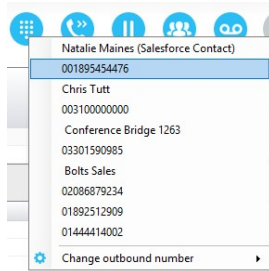 Natalie Maines (Salesforce Contact)
001895454476
Chris Tutt
003100000000
Conference Bridge 1263
03301590985
Bolts Sales
02086879234
01892512909
01444414002
Change outbound number